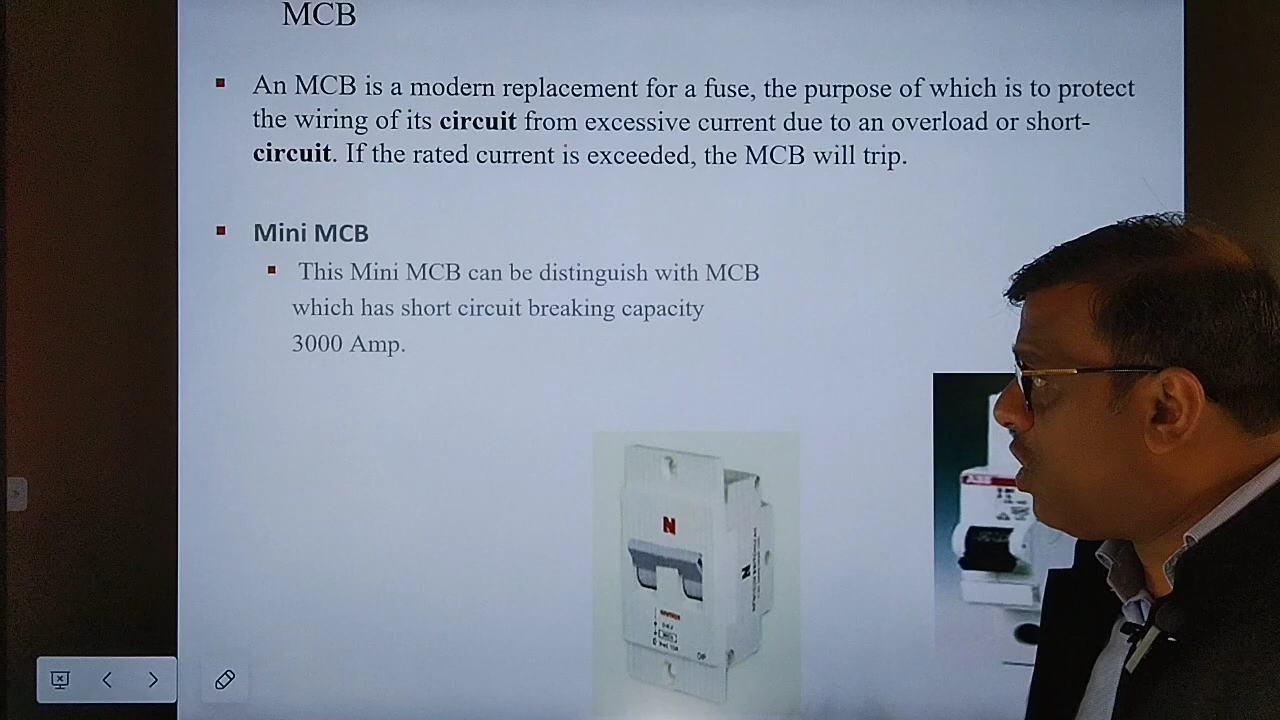 MCB
An MCB is a modern replacement for a fuse, the purpose of which is to protect
the wiring of its circuit from excessive current due to an overload or short-
circuit. If the rated current is exceeded, the MCB will trip.
Mini MCB
This Mini MCB can be distinguish with MCB
which has short circuit breaking capacity
3000 Amp.
N
N
ABB
DP